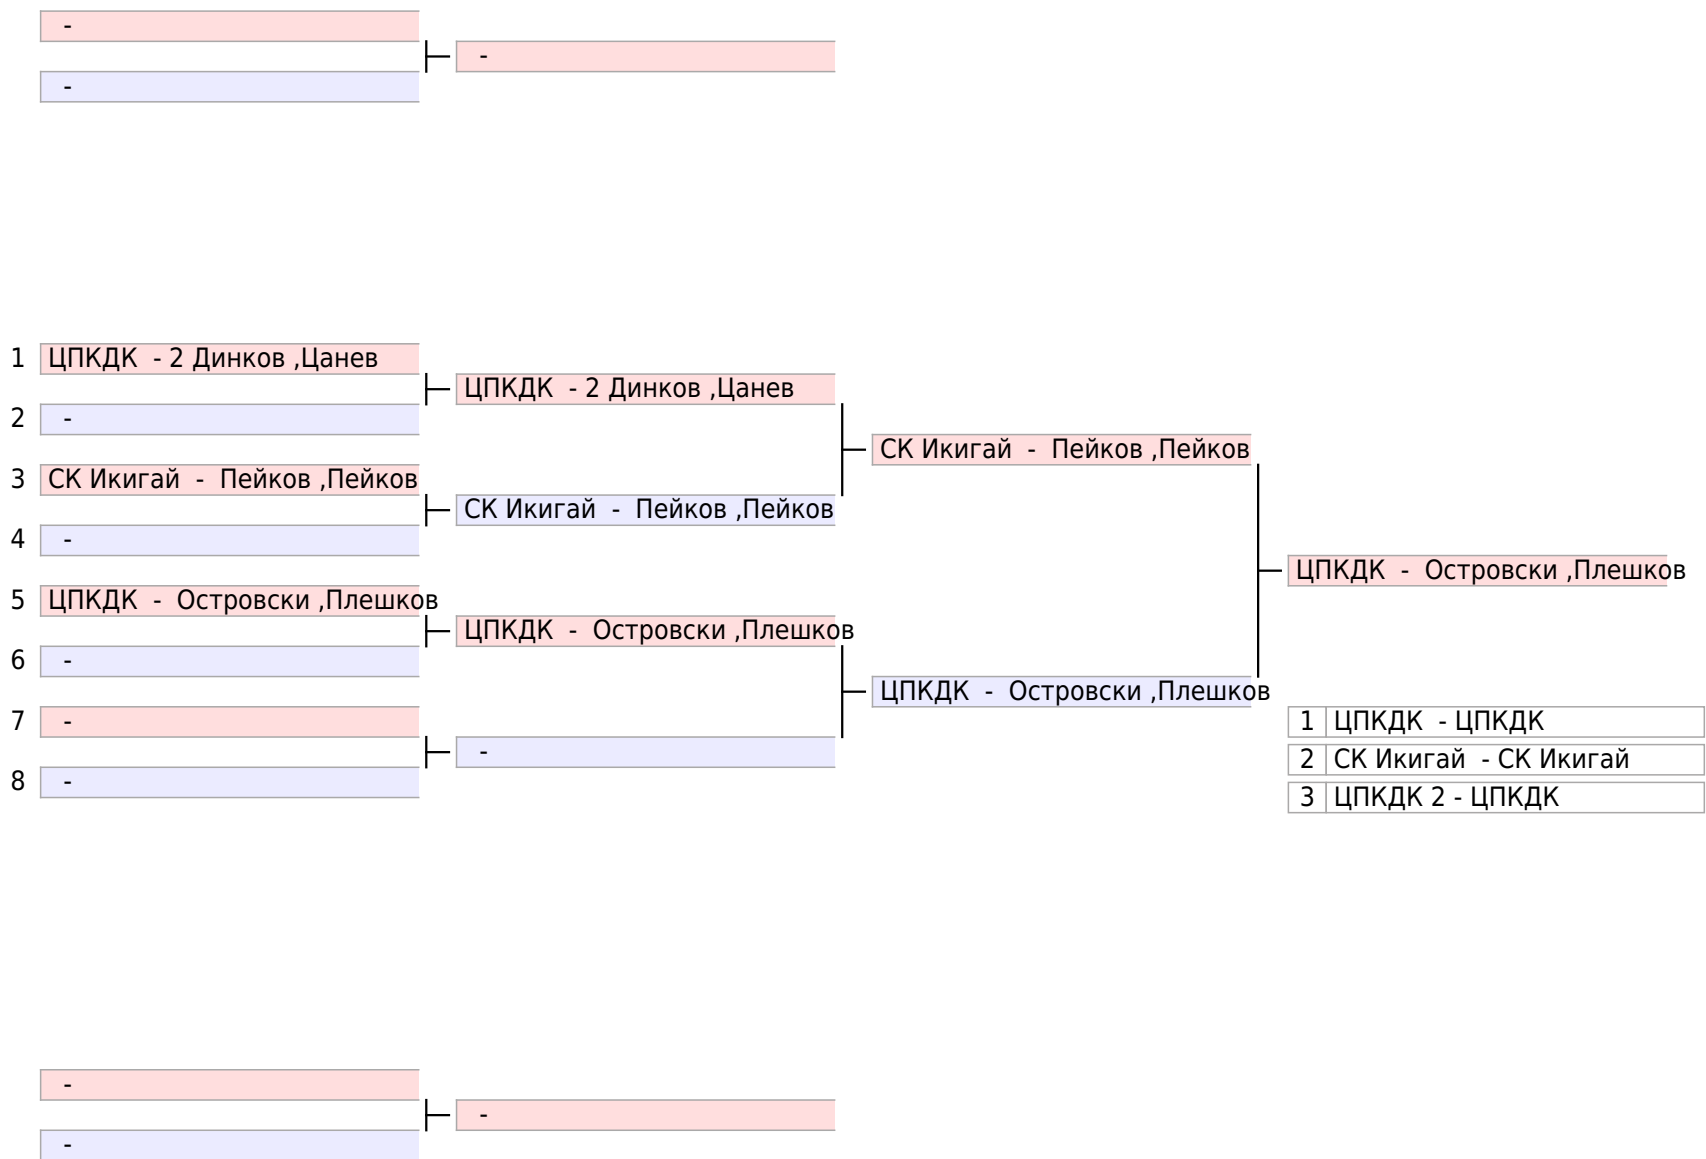 -
-
-
1 ЦПКДК - 2 Динков ,Цанев
ЦПКДК - 2 Динков ,Цанев
2 -
СК Икигай - Пейков ,Пейков
3 СК Икигай - Пейков ,Пейков
СК Икигай - Пейков ,Пейков
4 -
ЦПКДК - Островски ,Плешков
5 ЦПКДК - Островски ,Плешков
ЦПКДК - Островски ,Плешков
6 -
ЦПКДК - Островски ,Плешков
7 -
1 ЦПКДК - ЦПКДК
-
2 СК Икигай - СК Икигай
8 -
3 ЦПКДК 2 - ЦПКДК
-
-
-